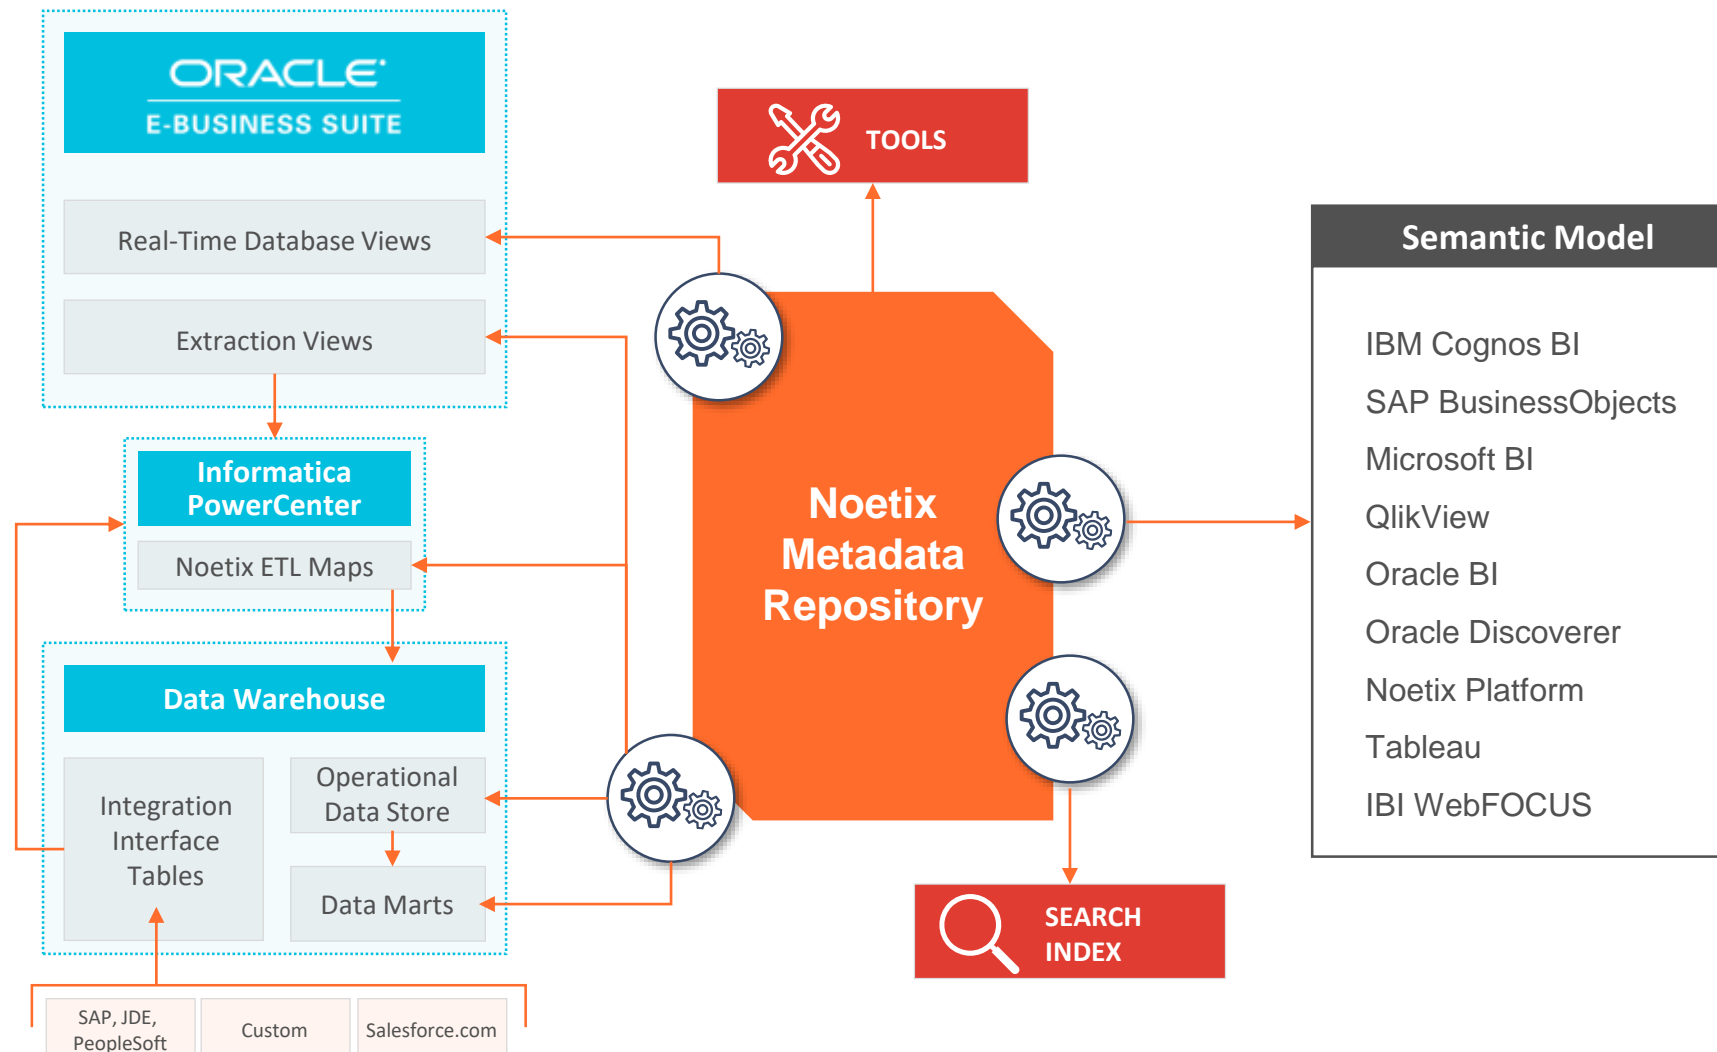 ORACLE
E-BUSINESS SUITE
Real-Time Database Views
Extraction Views
Informatica
PowerCenter
Noetix ETL Maps
Data Warehouse
Integration
Interface
Tables
Operational
Data Store
Data Marts
SAP, JDE,
PeopleSoft
Custom
Salesforce.com
TOOLS
Noetix
Metadata
Repository
SEARCH
INDEX
Semantic Model
IBM Cognos BI
SAP BusinessObjects
Microsoft BI
QlikView
Oracle BI
Oracle Discoverer
Noetix Platform
Tableau
IBI WebFOCUS